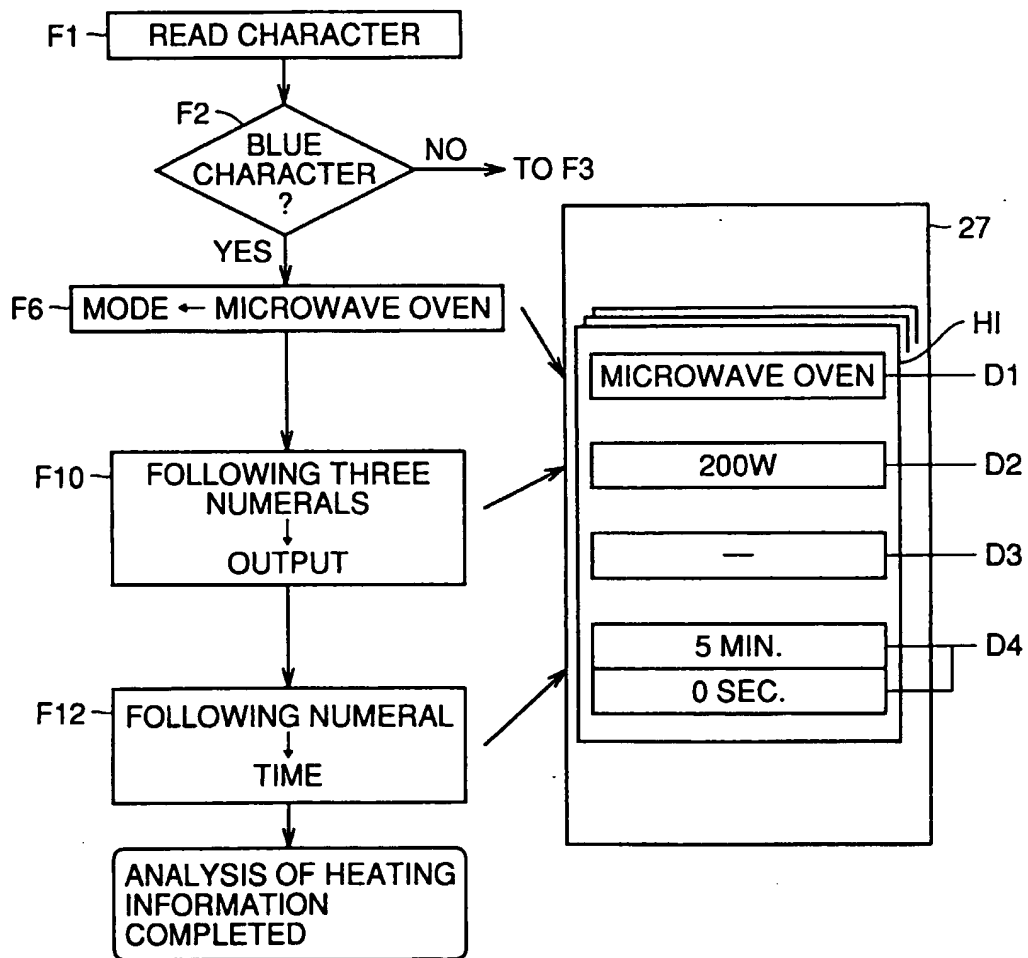 F1
READ CHARACTER
F2
BLUE
CHARACTER
?
NO
TO F3
YES
F6
MODE ← MICROWAVE OVEN
F10
FOLLOWING THREE
NUMERALS
↓
OUTPUT
F12
FOLLOWING NUMERAL
↓
TIME
ANALYSIS OF HEATING
INFORMATION
COMPLETED
27
HI
MICROWAVE OVEN
D1
200W
D2
—
D3
5 MIN.
D4
0 SEC.